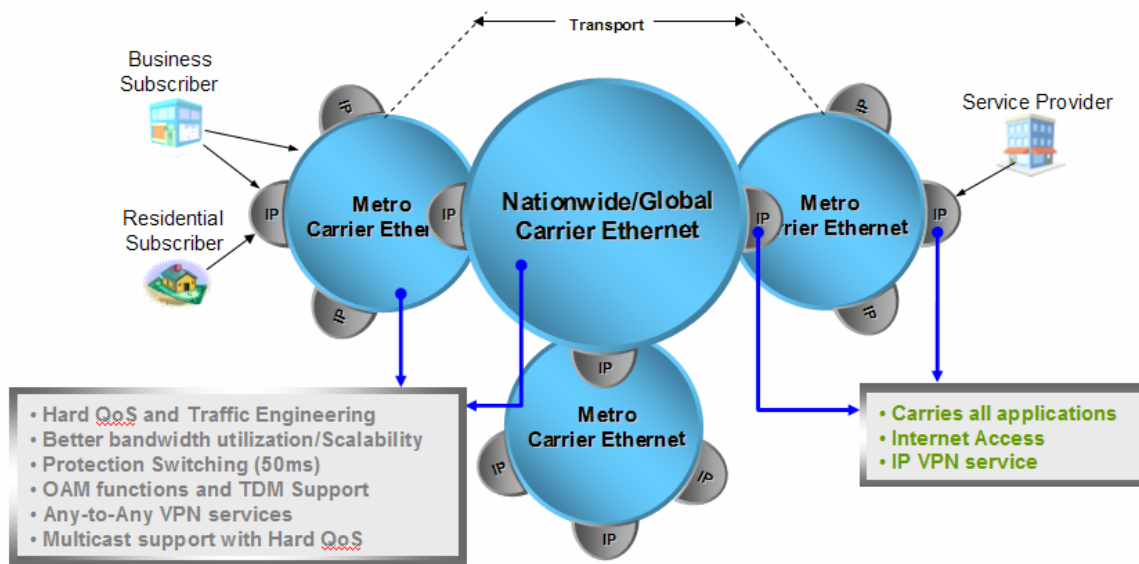 Transport
Business
Subscriber
Service Provider
IP
IP
Metro
Carrier Ethern
IP
IP
Nationwide/Global
Carrier Ethernet
IP
Metro
rrier Ethernet
IP
Residential
Subscriber
IP
IP
IP
Metro
Carrier Ethernet
IP
IP
IP
• Hard QoS and Traffic Engineering
• Better bandwidth utilization/Scalability
• Protection Switching (50ms)
• OAM functions and TDM Support
• Any-to-Any VPN services
• Multicast support with Hard QoS
• Carries all applications
• Internet Access
• IP VPN service